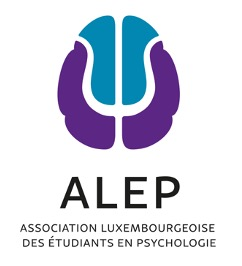 ALEP
ASSOCIATION LUXEMBOURGEOISE
DES ÉTUDIANTS EN PSYCHOLOGIE